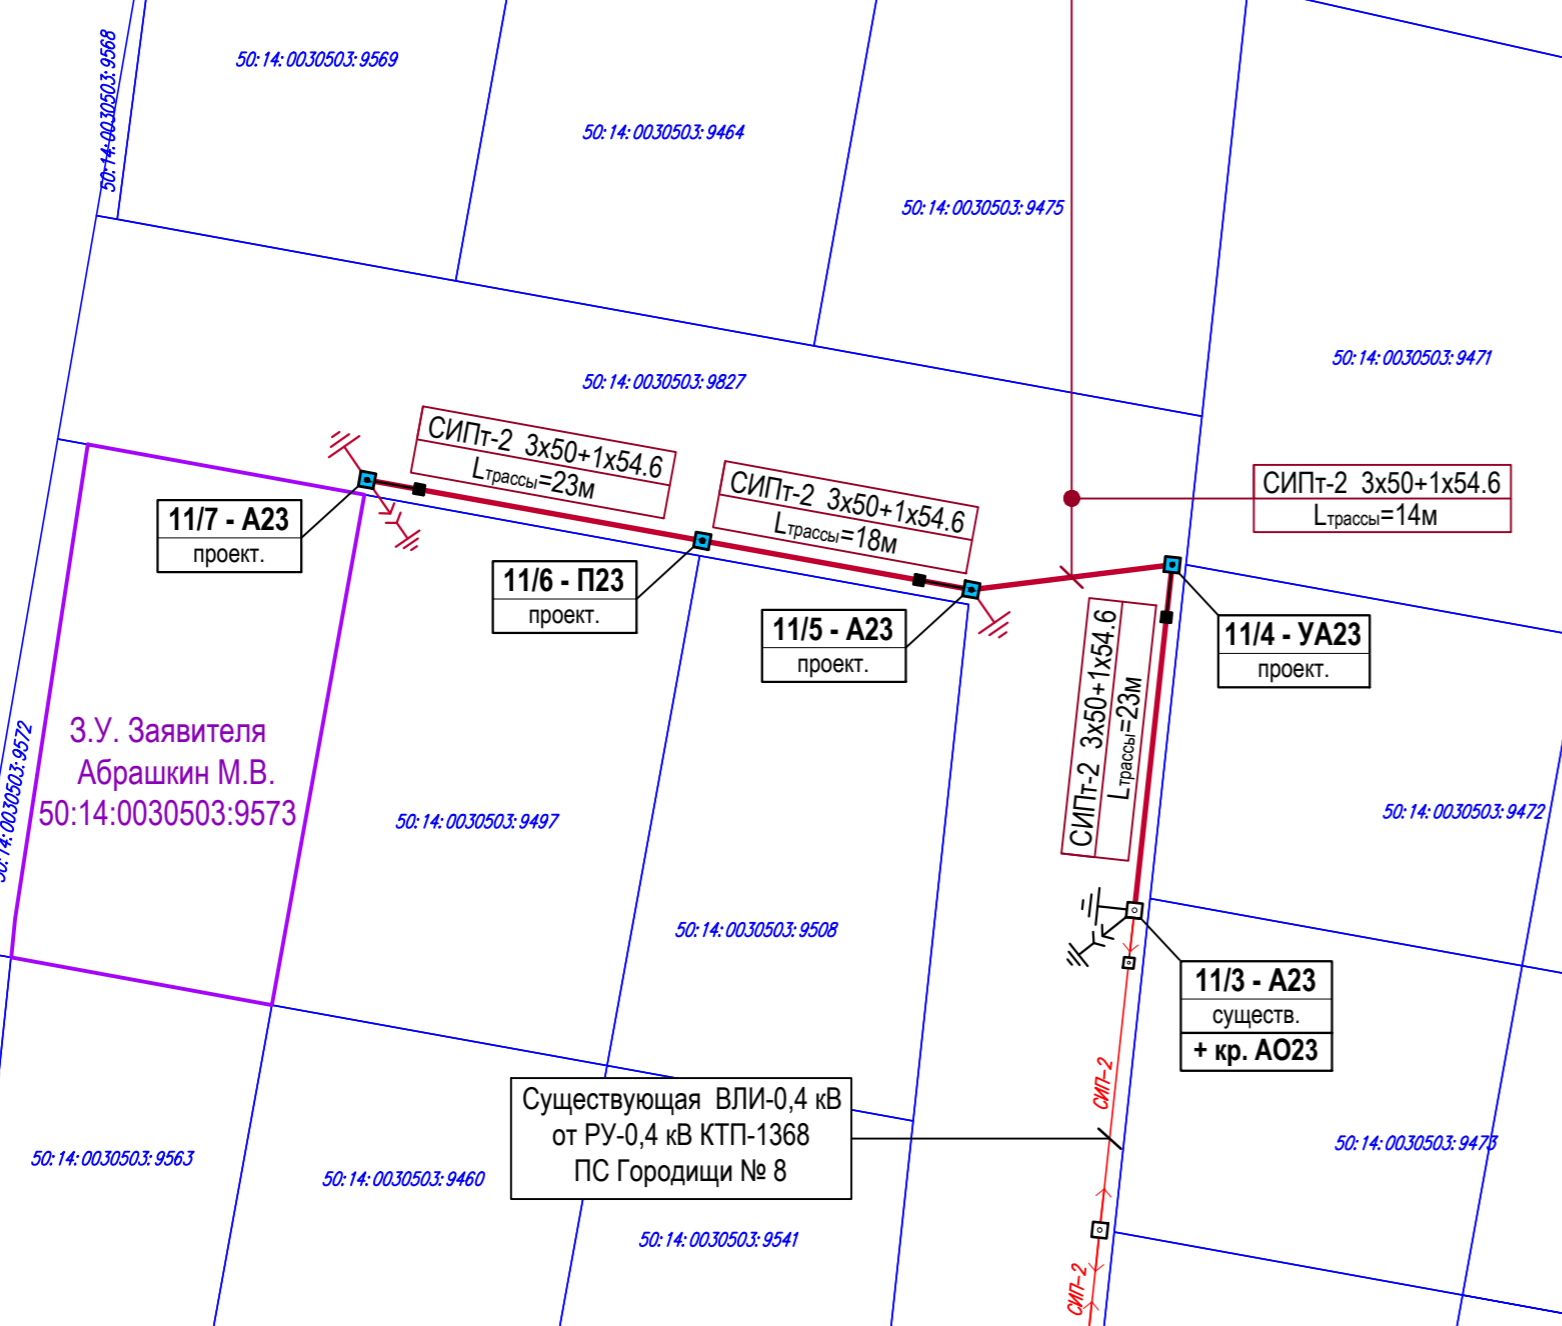 50:14:0030503:9568
50:14:0030503:9569
50:14:0030503:9464
50:14:0030503:9475
50:14:0030503:9471
50:14:0030503:9827
СИПт-2 3х50+1х54.6
Lтрассы=23м
СИПт-2 3х50+1х54.6
Lтрассы=18м
СИПт-2 3х50+1х54.6
Lтрассы=14м
11/7 - А23
проект.
11/6 - П23
проект.
11/5 - А23
проект.
11/4 - УА23
проект.
СИПт-2 3х50+1х54.6
Lтрассы=23м
З.У. Заявителя
Абрашкин М.В.
50:14:0030503:9573
50:14:0030503:9572
50:14:0030503:9497
50:14:0030503:9472
50:14:0030503:9508
11/3 - А23
существ.
+ кр. АО23
СИП-2
Существующая ВЛИ-0,4 кВ
от РУ-0,4 кВ КТП-1368
ПС Городищи № 8
50:14:0030503:9563
50:14:0030503:9460
50:14:0030503:9473
50:14:0030503:9541
СИП-2